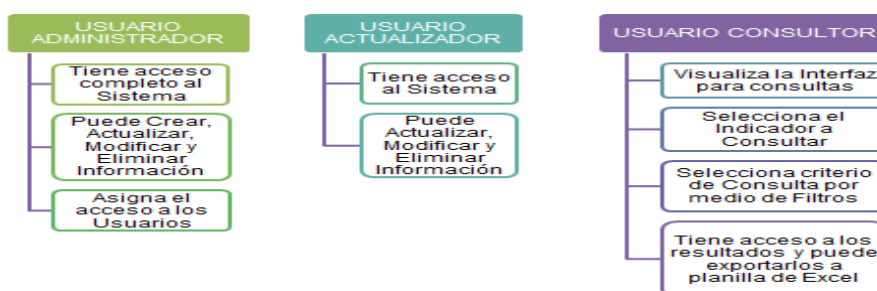 USUARIO
ADMINISTRADOR
Tiene acceso
completo al
Sistema
Puede Crear,
Actualizar,
Modificar y
Eliminar
Información
Asigna el
acceso a los
Usuarios
USUARIO
ACTUALIZADOR
Tiene acceso
al Sistema
Puede
Actualizar,
Modificar y
Eliminar
Información
USUARIO CONSULTOR
Visualiza la Interfaz
para consultas
Selecciona el
Indicador a
Consultar
Selecciona criterio
de Consulta por
medio de Filtros
Tiene acceso a los
resultados y puede
exportarlos a
planilla de Excel